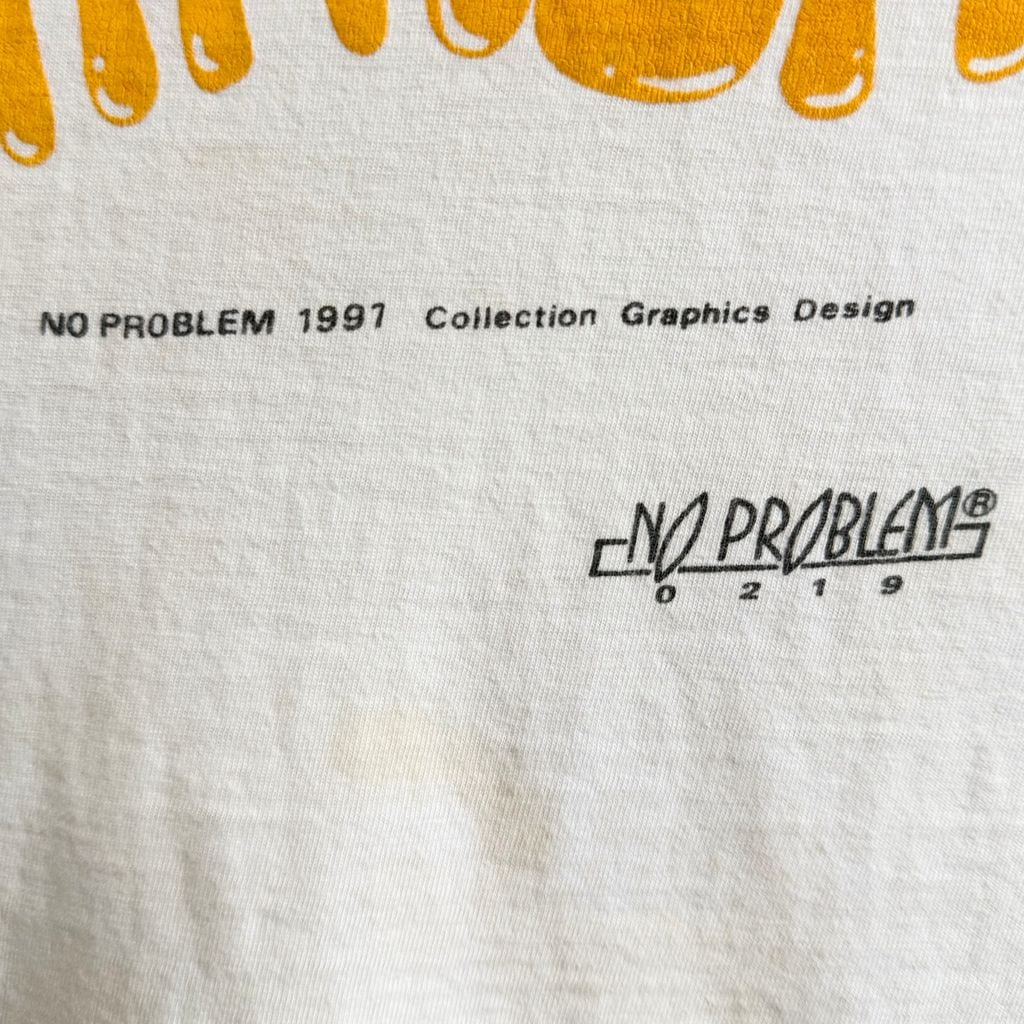 NO PROBLEM 1997 Collection Graphics Design
NO PROBLEM®
0 2 1 9